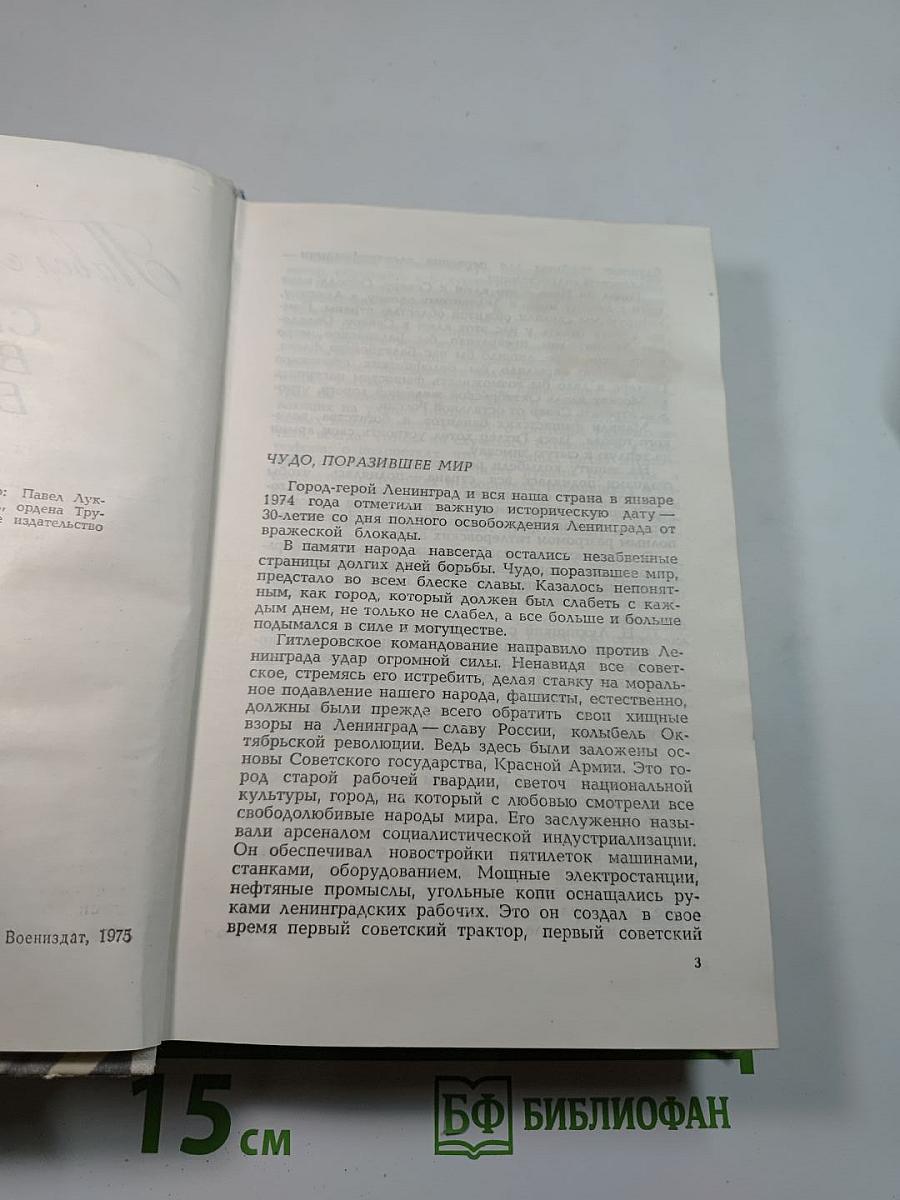 о: Павел Лук-
, ордена Тру-
е издательство
Воениздат, 1975
ЧУДО, ПОРАЗИВШЕЕ МИР
Город-герой Ленинград и вся наша страна в январе
1974 года отметили важную историческую дату —
30-летие со дня полного освобождения Ленинграда от
вражеской блокады.
В памяти народа навсегда остались незабвенные
страницы долгих дней борьбы. Чудо, поразившее мир,
предстало во всем блеске славы. Казалось непонят-
ным, как город, который должен был слабеть с каж-
дым днем, не только не слабел, а все больше и больше
подымался в силе и могуществе.
Гитлеровское командование направило против Ле-
нинграда удар огромной силы. Ненавидя все совет-
ское, стремясь его истребить, делая ставку на мораль-
ное подавление нашего народа, фашисты, естественно,
должны были прежде всего обратить свои хищные
взоры на Ленинград — славу России, колыбель Ок-
тябрьской революции. Ведь здесь были заложены ос-
новы Советского государства, Красной Армии. Это го-
род старой рабочей гвардии, светоч национальной
культуры, город, на который с любовью смотрели все
свободолюбивые народы мира. Его заслуженно назы-
вали арсеналом социалистической индустриализации.
Он обеспечивал новостройки пятилеток машинами,
станками, оборудованием. Мощные электростанции,
нефтяные промыслы, угольные копи оснащались ру-
ками ленинградских рабочих. Это он создал в свое
время первый советский трактор, первый советский
3
15 см
БФ БИБЛИОФАН